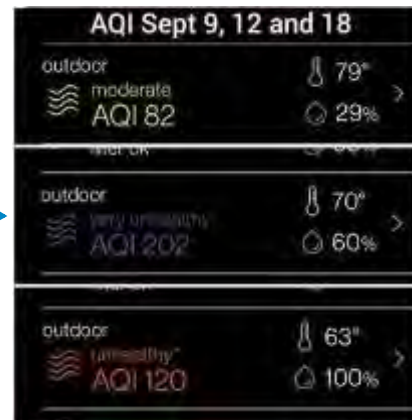 AQI Sept 9, 12 and 18
outdoor 79°
moderate
AQI 82 29%
outdoor 70°
very unhealthy
AQI 202 60%
outdoor 63°
unhealthy*
AQI 120 100%